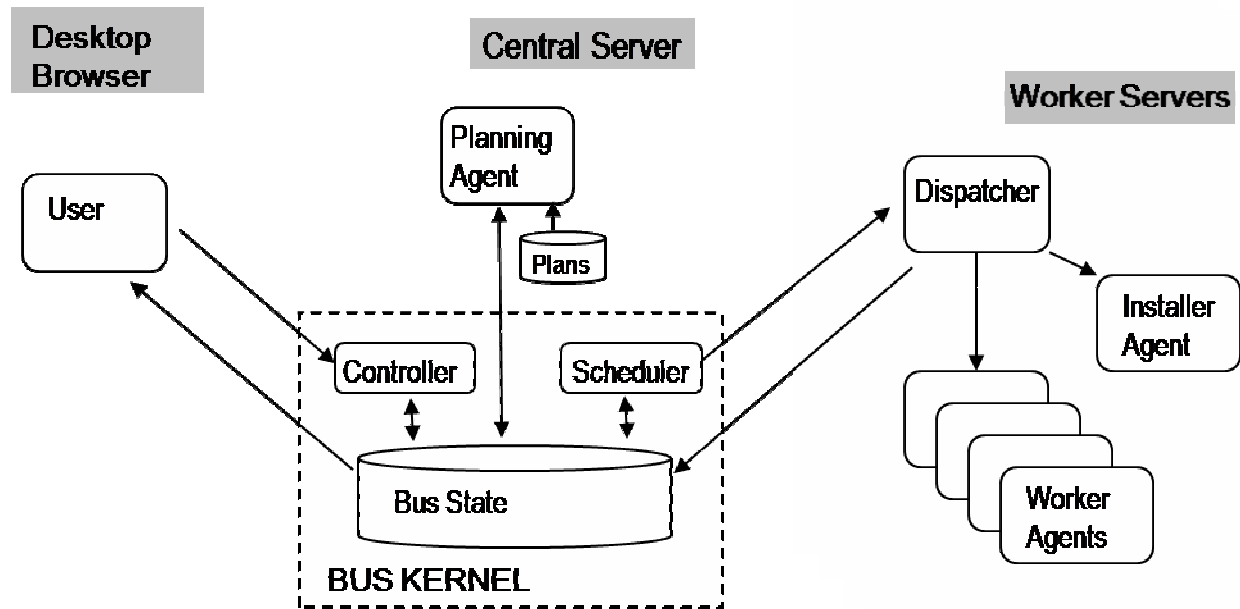 Desktop
Browser
Central Server
Worker Servers
Planning
Agent
Plans
User
Dispatcher
Installer
Agent
Controller
Scheduler
Bus State
Worker
Agents
BUS KERNEL